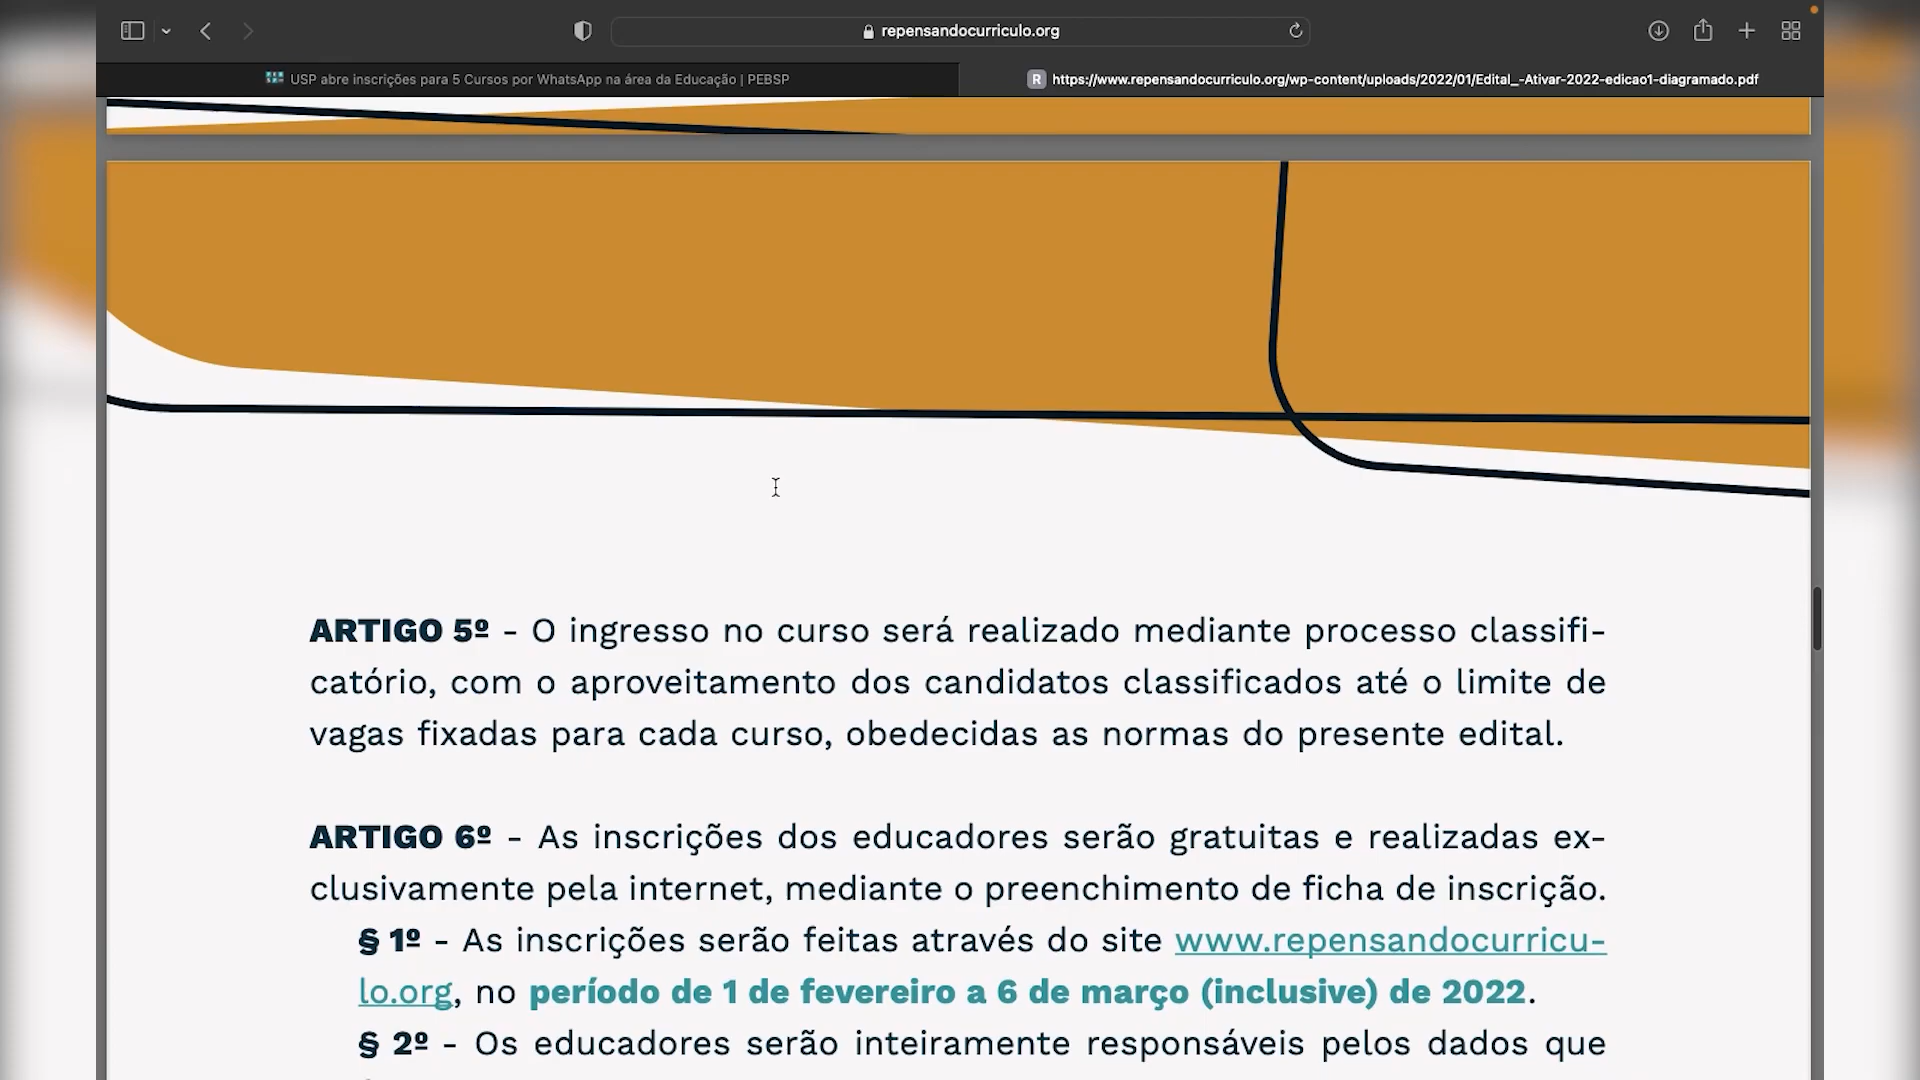 repensandocurriculo.org
USP abre inscrições para 5 Cursos por WhatsApp na área da Educação | PEBSP
R https://www.repensandocurriculo.org/wp-content/uploads/2022/01/Edital_-Ativar-2022-edicao1-diagramado.pdf
ARTIGO 5º - O ingresso no curso será realizado mediante processo classifi-
catório, com o aproveitamento dos candidatos classificados até o limite de
vagas fixadas para cada curso, obedecidas as normas do presente edital.
ARTIGO 6º - As inscrições dos educadores serão gratuitas e realizadas ex-
clusivamente pela internet, mediante o preenchimento de ficha de inscrição.
§ 1º - As inscrições serão feitas através do site www.repensandocurricu-
lo.org, no período de 1 de fevereiro a 6 de março (inclusive) de 2022.
§ 2º - Os educadores serão inteiramente responsáveis pelos dados que